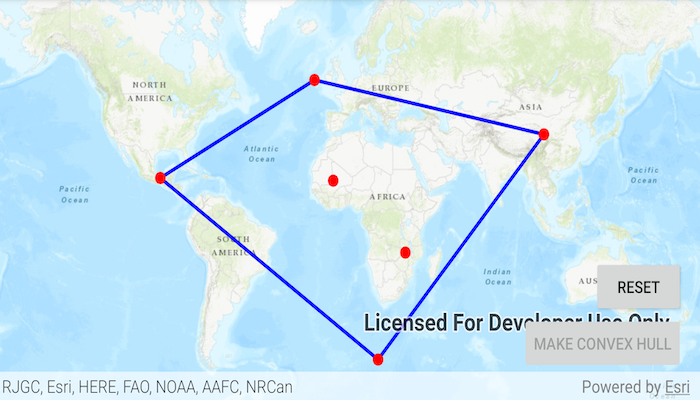 NORTH
AMERICA
EUROPE
ASIA
Atlantic
Ocean
Pacific
Ocean
Pacific
Ocean
AFRICA
SOUTH
AMERICA
Indian
Ocean
AUS
RESET
Licensed For Developer Use Only
MAKE CONVEX HULL
RJGC, Esri, HERE, FAO, NOAA, AAFC, NRCan
Powered by Esri